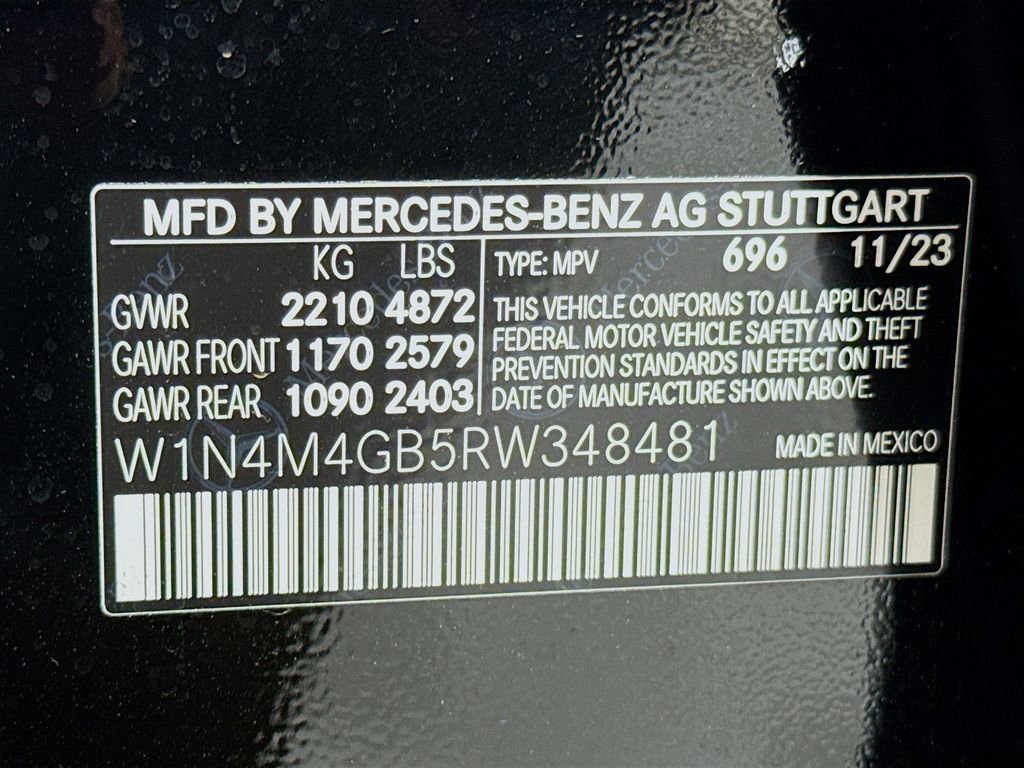 MFD BY MERCEDES-BENZ AG STUTTGART
KG LBS
GVWR 2210 4872
GAWR FRONT 1170 2579
GAWR REAR 1090 2403
TYPE: MPV 696 11/23
THIS VEHICLE CONFORMS TO ALL APPLICABLE
FEDERAL MOTOR VEHICLE SAFETY AND THEFT
PREVENTION STANDARDS IN EFFECT ON THE
DATE OF MANUFACTURE SHOWN ABOVE.
W1N4M4GB5RW348481 MADE IN MEXICO